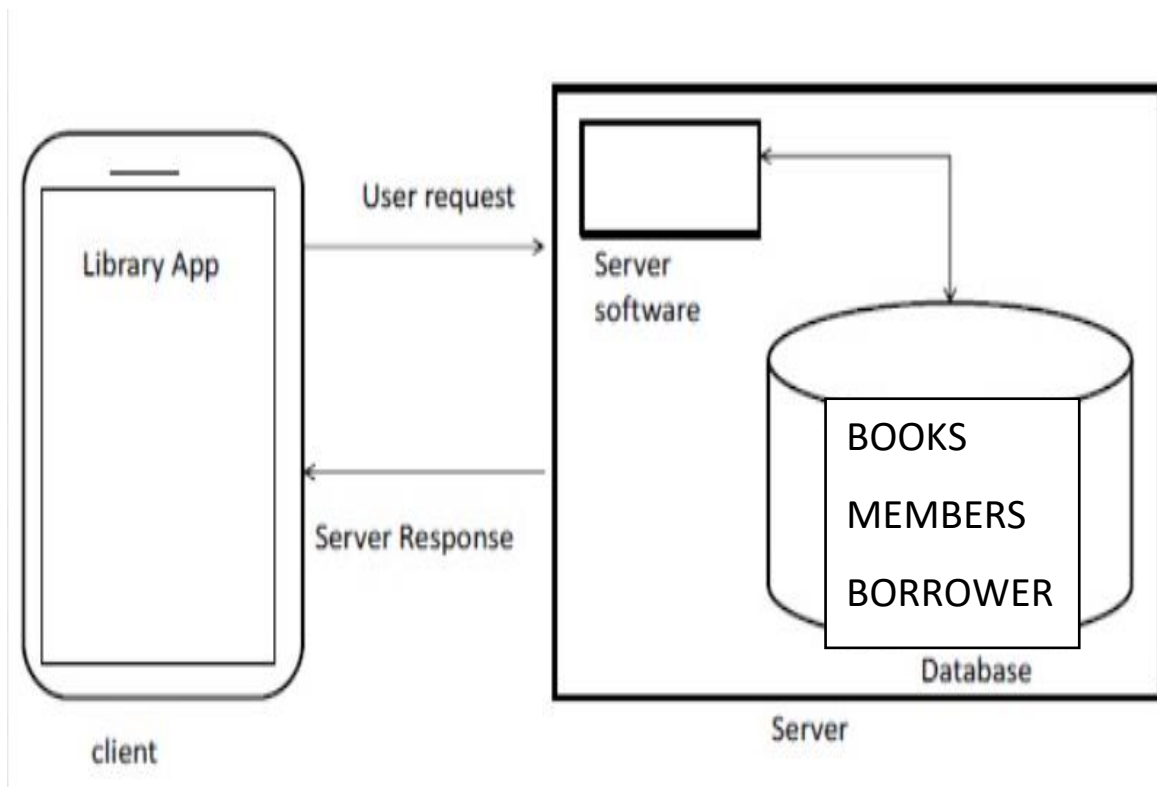 User request
Library App
Server
software
BOOKS
MEMBERS
BORROWER
Server Response
Database
Server
client